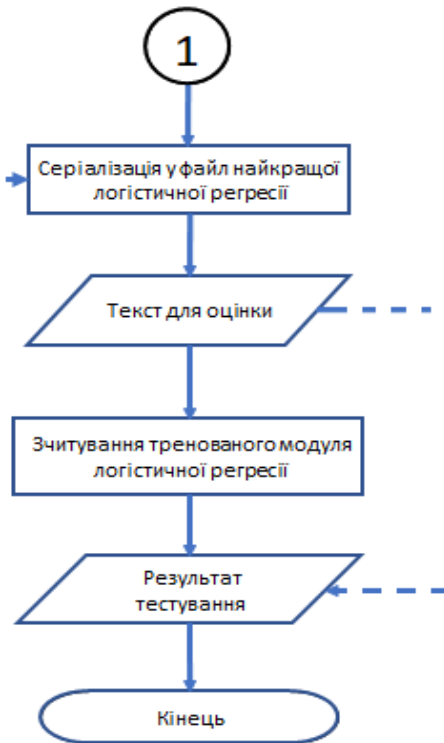 1
Серіалізація у файл найкращої
логістичної регресії
Текст для оцінки
Зчитування тренованого модуля
логістичної регресії
Результат
тестування
Кінець